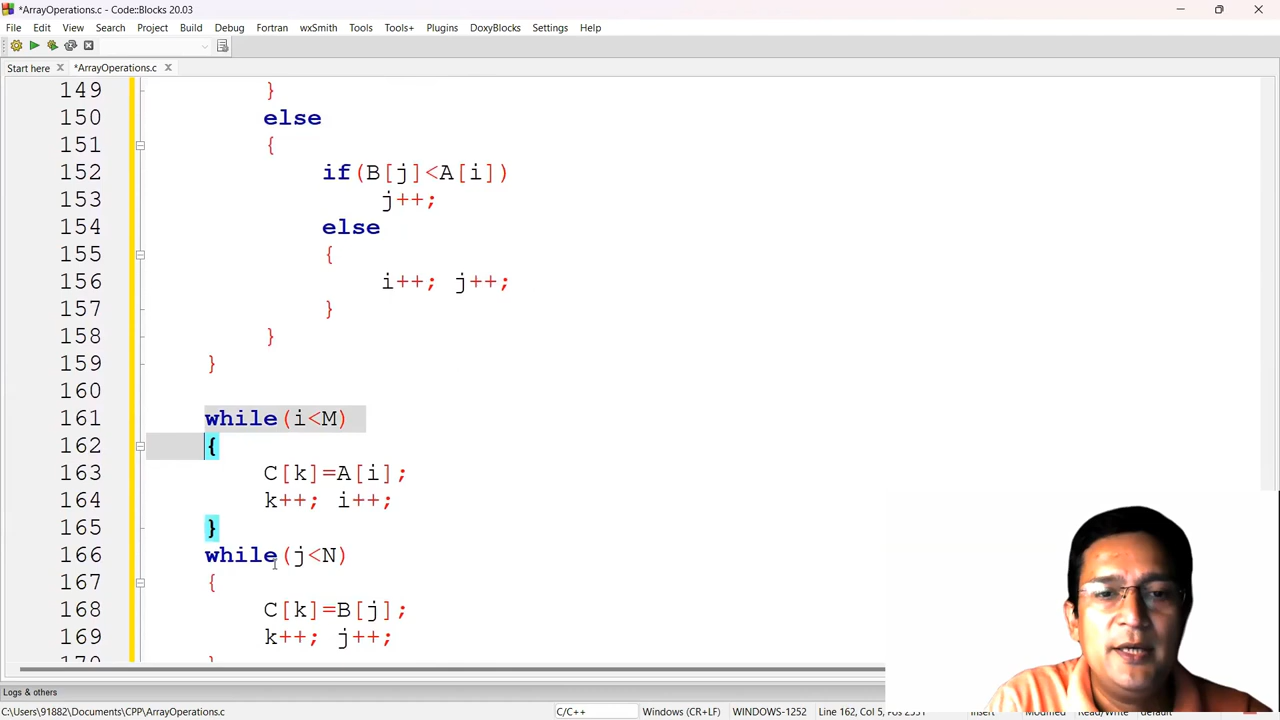 *ArrayOperations.c - Code::Blocks 20.03
File Edit View Search Project Build Debug Fortran wxSmith Tools Tools+ Plugins DoxyBlocks Settings Help
Start here *ArrayOperations.c
149 }
150 else
151 {
152 if(B[j]<A[i])
153 j++;
154 else
155 {
156 i++; j++;
157 }
158 }
159 }
160
161 while(i<M)
162 {
163 C[k]=A[i];
164 k++; i++;
165 }
166 while(j<N)
167 {
168 C[k]=B[j];
169 k++; j++;
170 }
Logs & others
C:\Users\91882\Documents\CPP\ArrayOperations.c C/C++ Windows (CR+LF) WINDOWS-1252 Line 162, Col 5, Pos 2551 Insert Modified Read/Write default